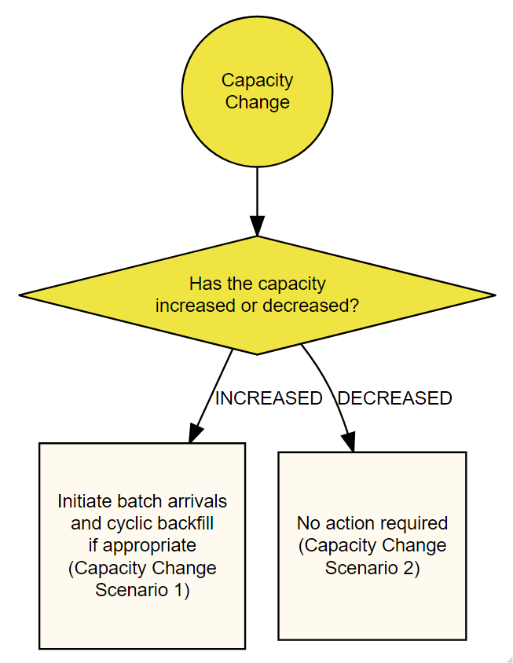 Capacity
Change
Has the capacity
increased or decreased?
INCREASED
DECREASED
Initiate batch arrivals
and cyclic backfill
if appropriate
(Capacity Change
Scenario 1)
No action required
(Capacity Change
Scenario 2)